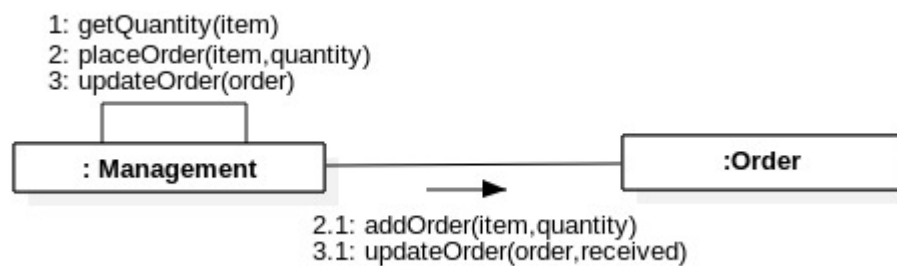 1: getQuantity(item)
2: placeOrder(item,quantity)
3: updateOrder(order)
: Management
:Order
2.1: addOrder(item,quantity)
3.1: updateOrder(order,received)